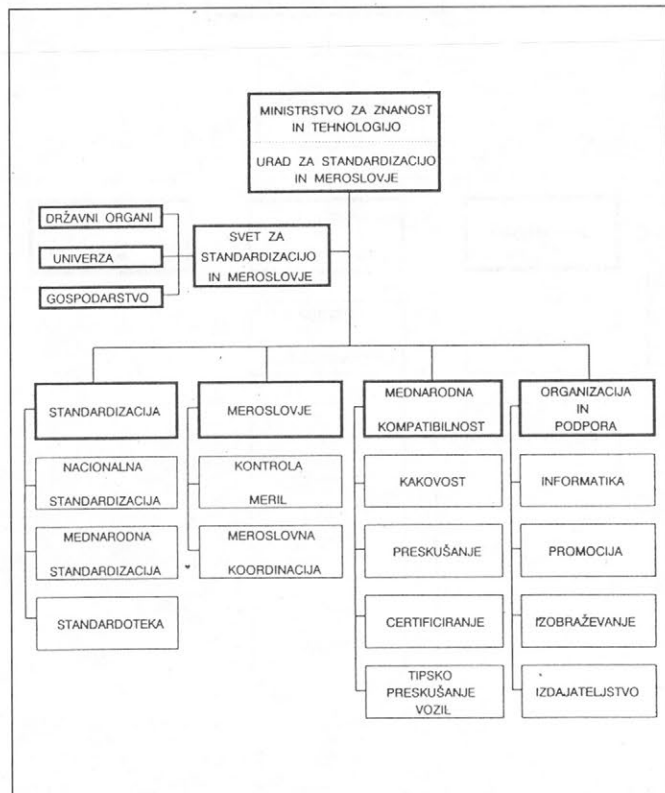 MINISTRSTVO ZA ZNANOST
IN TEHNOLOGIJO
URAD ZA STANDARDIZACIJO
IN MEROSLOVJE
DRŽAVNI ORGANI
UNIVERZA
GOSPODARSTVO
SVET ZA
STANDARDIZACIJO
IN MEROSLOVJE
STANDARDIZACIJA
NACIONALNA
STANDARDIZACIJA
MEDNARODNA
STANDARDIZACIJA
STANDARDOTEKA
MEROSLOVJE
KONTROLA
MERIL
MEROSLOVNA
KOORDINACIJA
MEDNARODNA
KOMPATIBILNOST
KAKOVOST
PRESKUŠANJE
CERTIFICIRANJE
TIPSKO
PRESKUŠANJE
VOZIL
ORGANIZACIJA
IN
PODPORA
INFORMATIKA
PROMOCIJA
IZOBRAŽEVANJE
IZDAJATELJSTVO